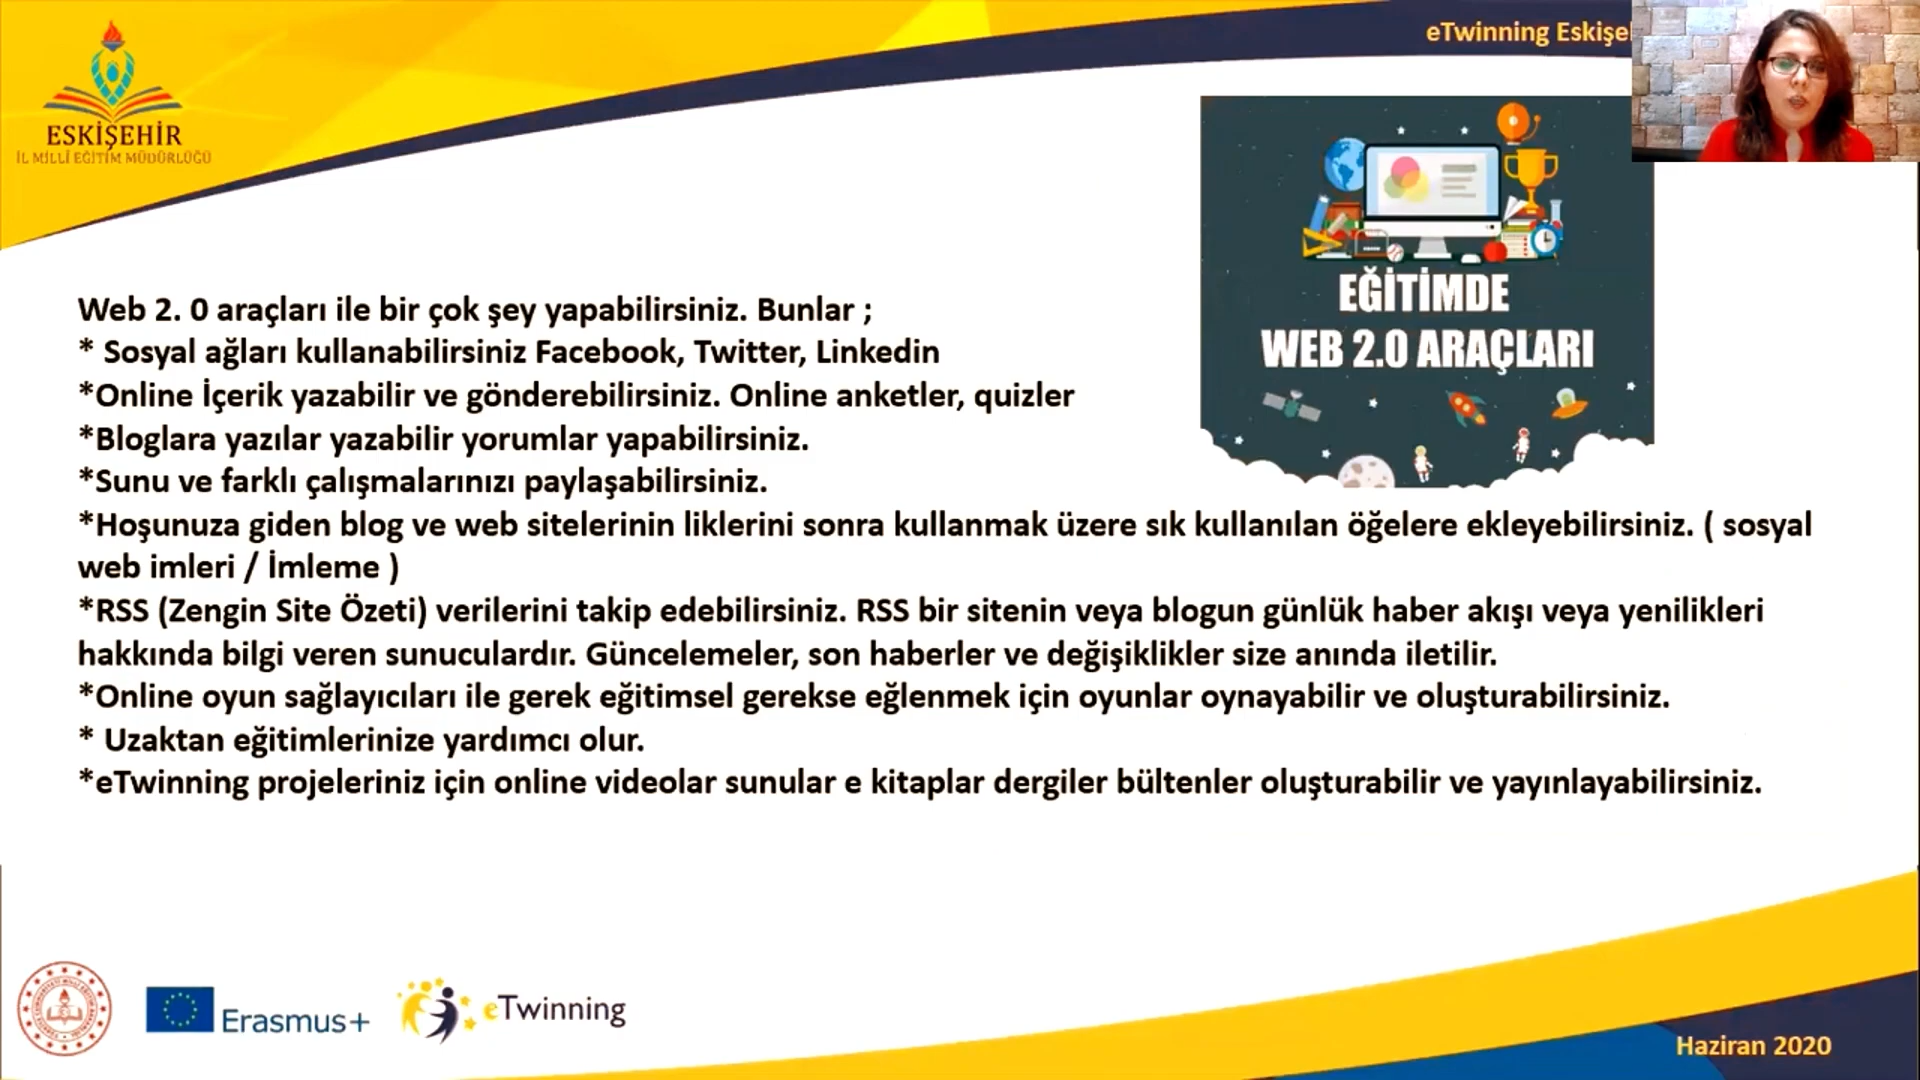 ESKİŞEHİR
İL MİLLÎ EĞİTİM MÜDÜRLÜĞÜ
eTwinning
EĞİTİMDE
WEB 2.0 ARAÇLARI
Web 2. 0 araçları ile bir çok şey yapabilirsiniz. Bunlar ;
* Sosyal ağları kullanabilirsiniz Facebook, Twitter, Linkedin
*Online İçerik yazabilir ve gönderebilirsiniz. Online anketler, quizler
*Bloglara yazılar yazabilir yorumlar yapabilirsiniz.
*Sunu ve farklı çalışmalarınızı paylaşabilirsiniz.
*Hoşunuza giden blog ve web sitelerinin liklerini sonra kullanmak üzere sık kullanılan öğelere ekleyebilirsiniz. ( sosyal
web imleri / İmleme )
*RSS (Zengin Site Özeti) verilerini takip edebilirsiniz. RSS bir sitenin veya blogun günlük haber akışı veya yenilikleri
hakkında bilgi veren sunuculardır. Güncelemeler, son haberler ve değişiklikler size anında iletilir.
*Online oyun sağlayıcıları ile gerek eğitimsel gerekse eğlenmek için oyunlar oynayabilir ve oluşturabilirsiniz.
* Uzaktan eğitimlerinize yardımcı olur.
*eTwinning projeleriniz için online videolar sunular e kitaplar dergiler bültenler oluşturabilir ve yayınlayabilirsiniz.
Erasmus+
eTwinning
Haziran 2020